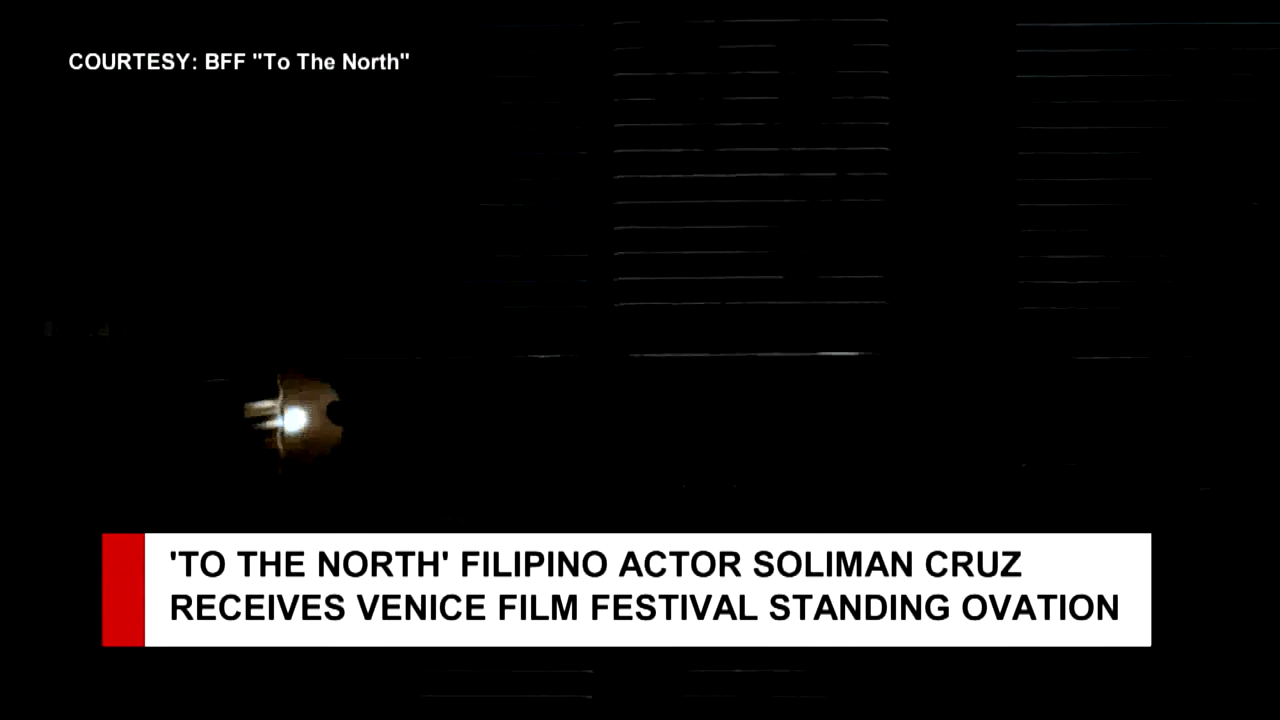 COURTESY: BFF "To The North"
'TO THE NORTH' FILIPINO ACTOR SOLIMAN CRUZ
RECEIVES VENICE FILM FESTIVAL STANDING OVATION